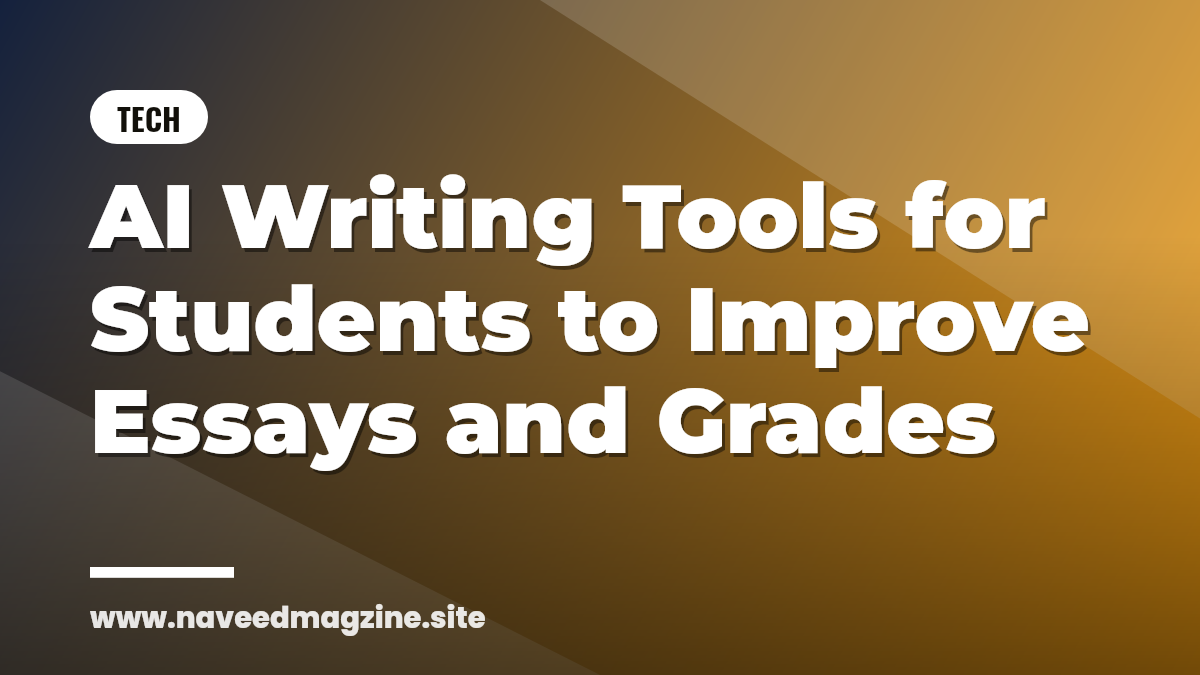 TECH
AI Writing Tools for
Students to Improve
Essays and Grades
www.naveedmagzine.site